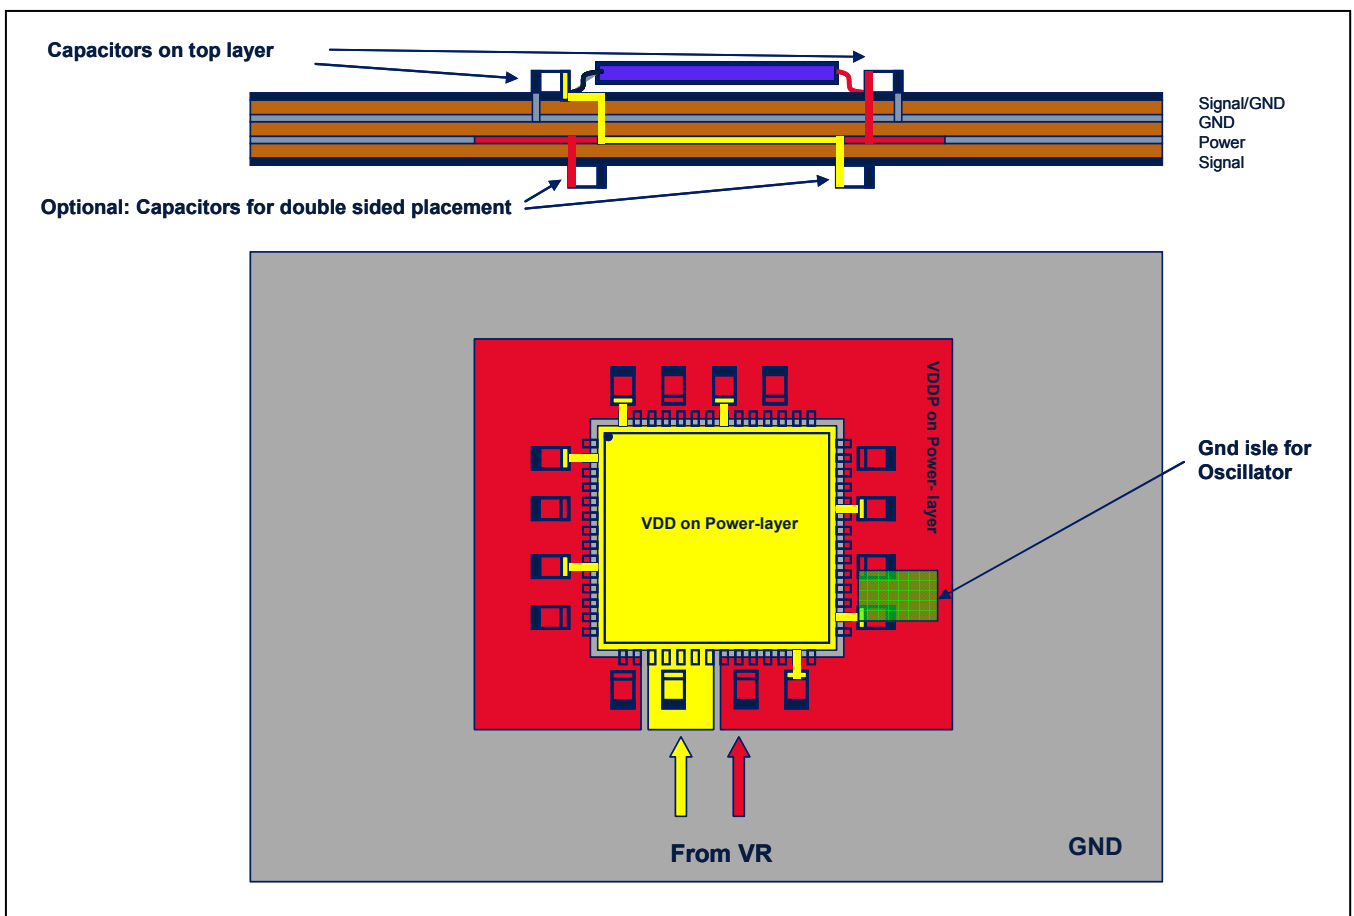 Capacitors on top layer
Signal/GND
GND
Power
Signal
Optional: Capacitors for double sided placement
VDDP on Power- layer
Gnd isle for
Oscillator
VDD on Power-layer
From VR
GND